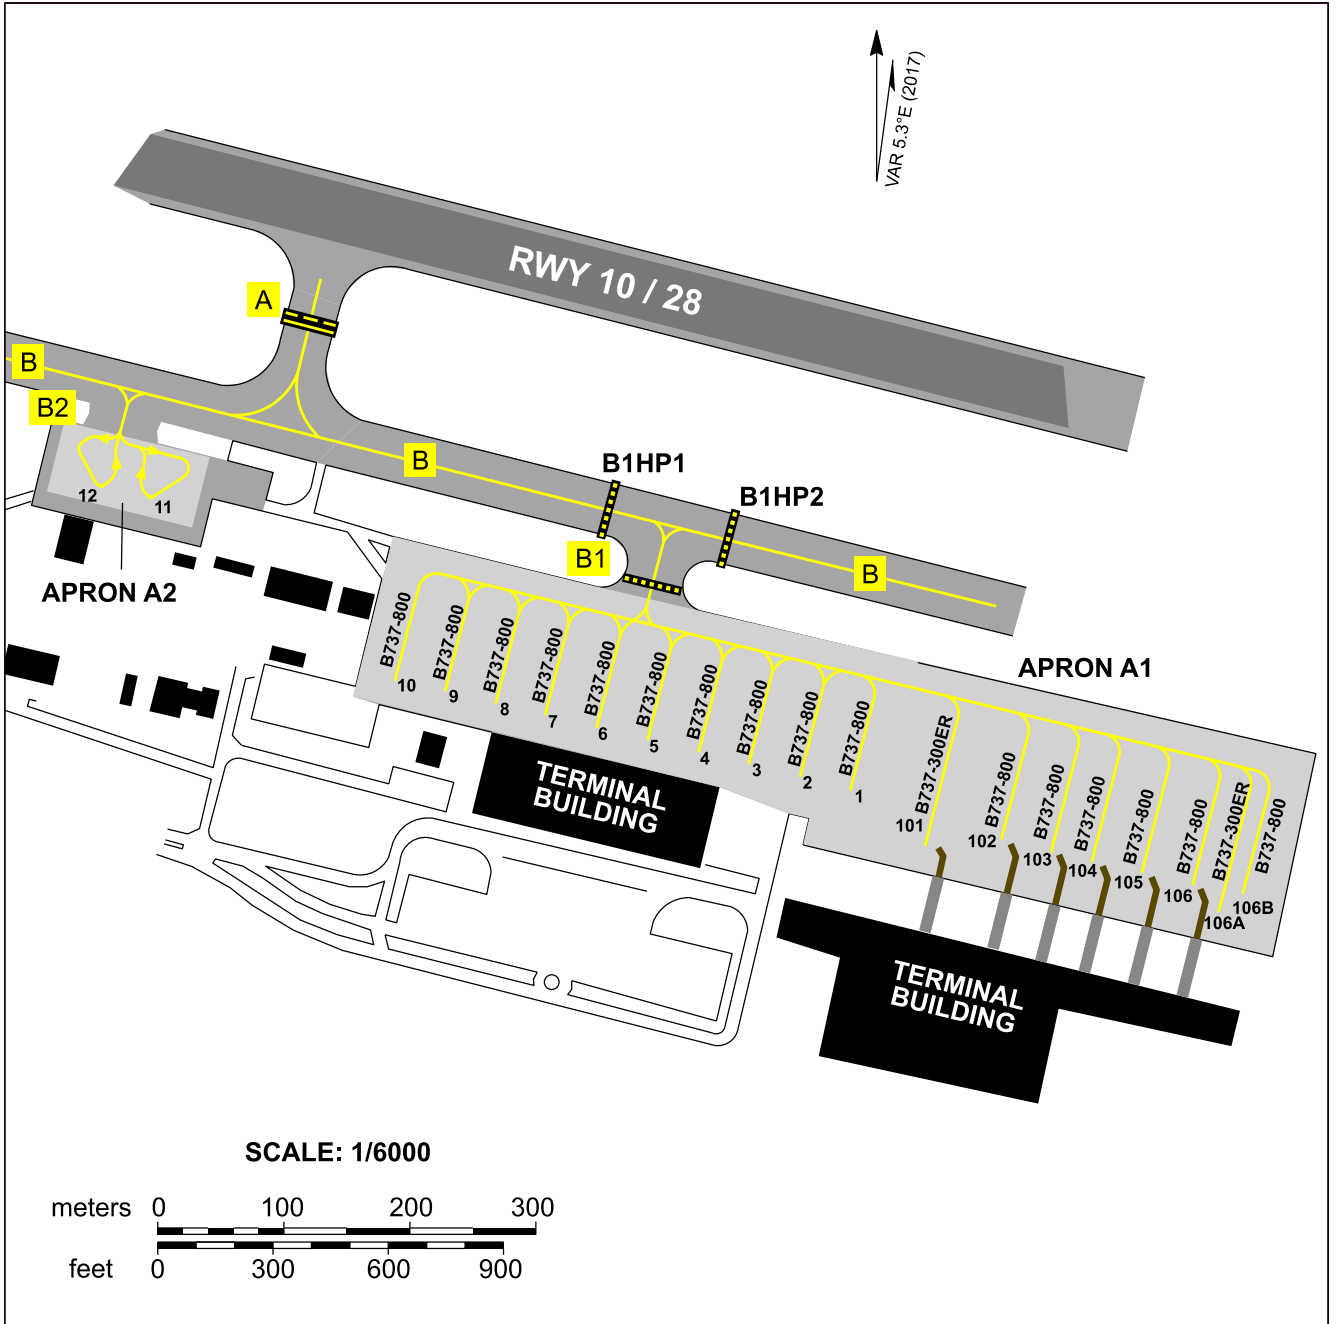 VAR 5.3°E (2017)
RWY 10 / 28
A
B
B2
B
B1HP1
B1HP2
B1
B
12
11
APRON A2
APRON A1
B737-800
10
B737-800
9
B737-800
8
B737-800
7
B737-800
6
B737-800
5
B737-800
4
B737-800
3
B737-800
2
B737-800
1
B737-300ER
101
B737-800
102
B737-800
103
B737-800
104
B737-800
105
B737-800
106
B737-300ER
106A
B737-800
106B
TERMINAL
BUILDING
TERMINAL
BUILDING
SCALE: 1/6000
meters 0 100 200 300
feet 0 300 600 900